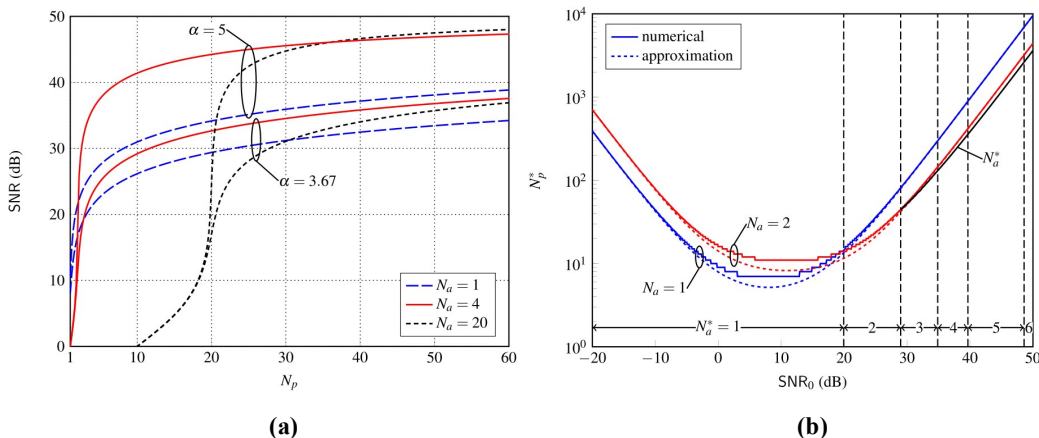 50
40
30
20
10
0
1
10
20
30
40
50
60
SNR (dB)
N_p
α = 5
α = 3.67
N_a = 1
N_a = 4
N_a = 20
(a)
10^4
10^3
10^2
10^1
10^0
−20
−10
0
10
20
30
40
50
N_p^*
SNR_0 (dB)
numerical
approximation
N_a = 2
N_a = 1
N_a^*
N_a^* = 1
2
3
4
5
6
(b)